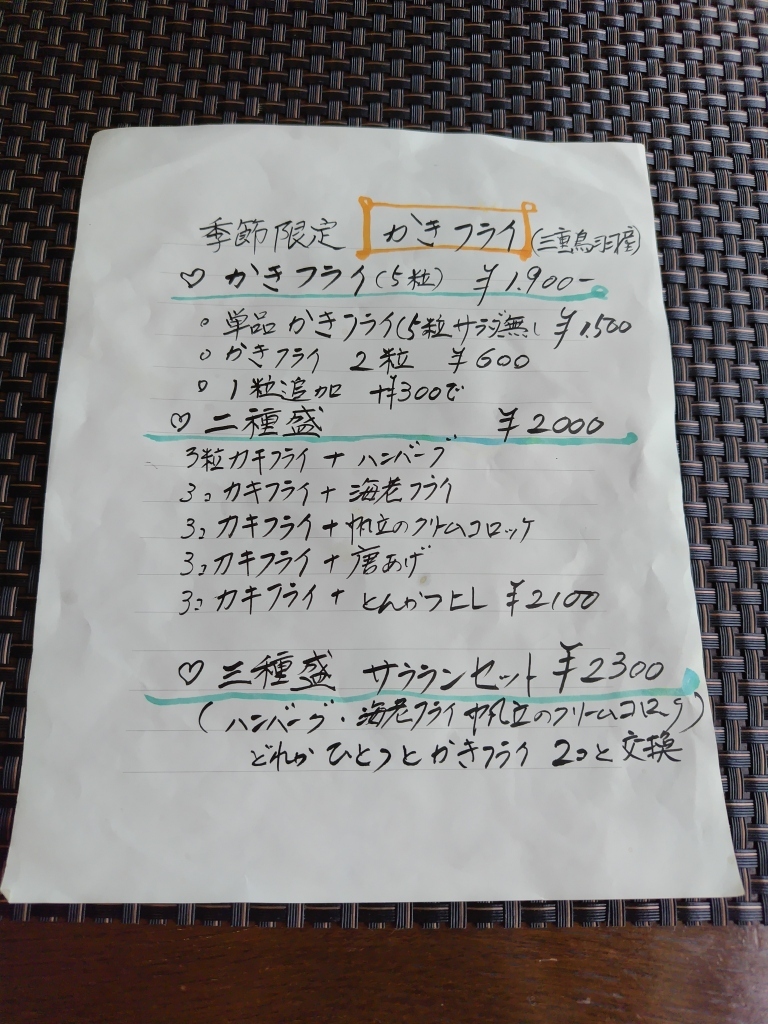 季節限定 かきフライ (三重鳥羽産)
♡ かきフライ(5粒) ¥1.900-
○ 単品 かきフライ(5粒サラダ無し ¥1,500
○ かきフライ 2粒 ¥600
○ 1粒追加 +¥300で
♡ 二種盛 ¥2000
3粒カキフライ + ハンバーグ
3コ カキフライ + 海老フライ
3コ カキフライ + 帆立のクリームコロッケ
3コ カキフライ + 唐あげ
3コ カキフライ + とんかつヒレ ¥2100
♡ 三種盛 サラランセット ¥2300
(ハンバーグ・海老フライ 帆立のクリームコロッケ)
どれか ひとつと かきフライ 2コと 交換